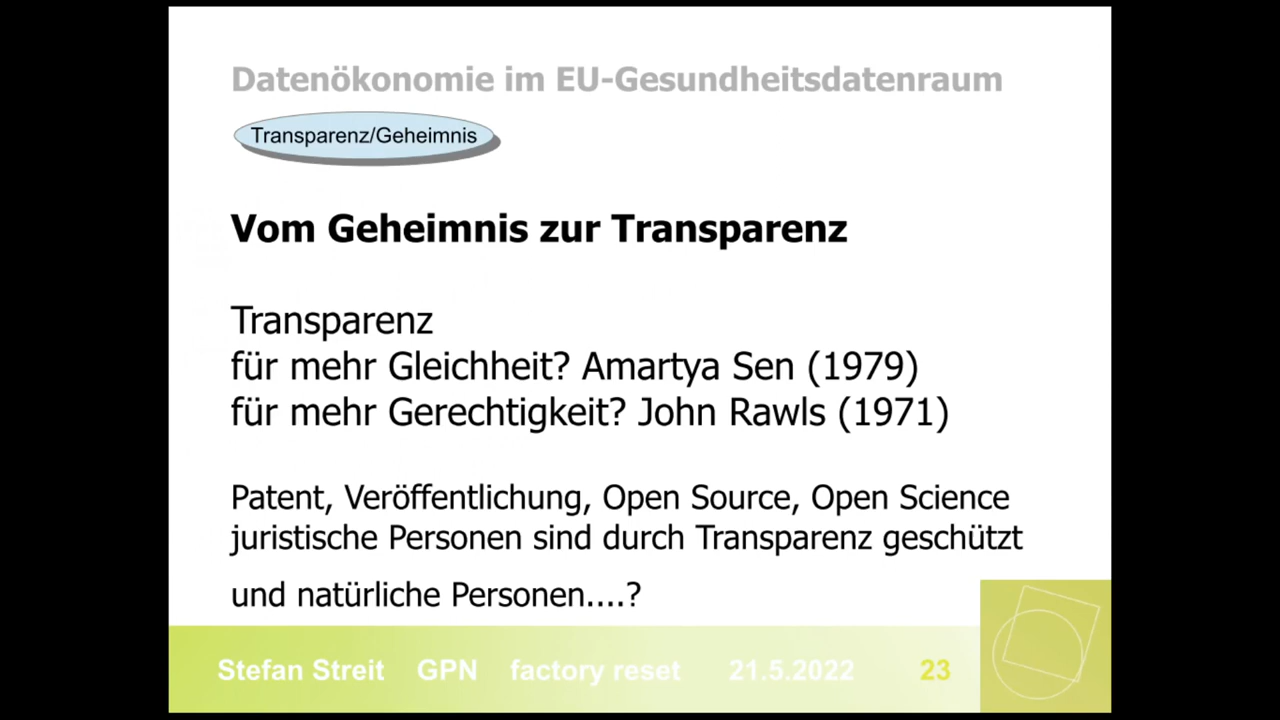 Datenökonomie im EU-Gesundheitsdatenraum
Transparenz/Geheimnis
Vom Geheimnis zur Transparenz
Transparenz
für mehr Gleichheit? Amartya Sen (1979)
für mehr Gerechtigkeit? John Rawls (1971)
Patent, Veröffentlichung, Open Source, Open Science
juristische Personen sind durch Transparenz geschützt
und natürliche Personen....?
Stefan Streit GPN factory reset 21.5.2022 23